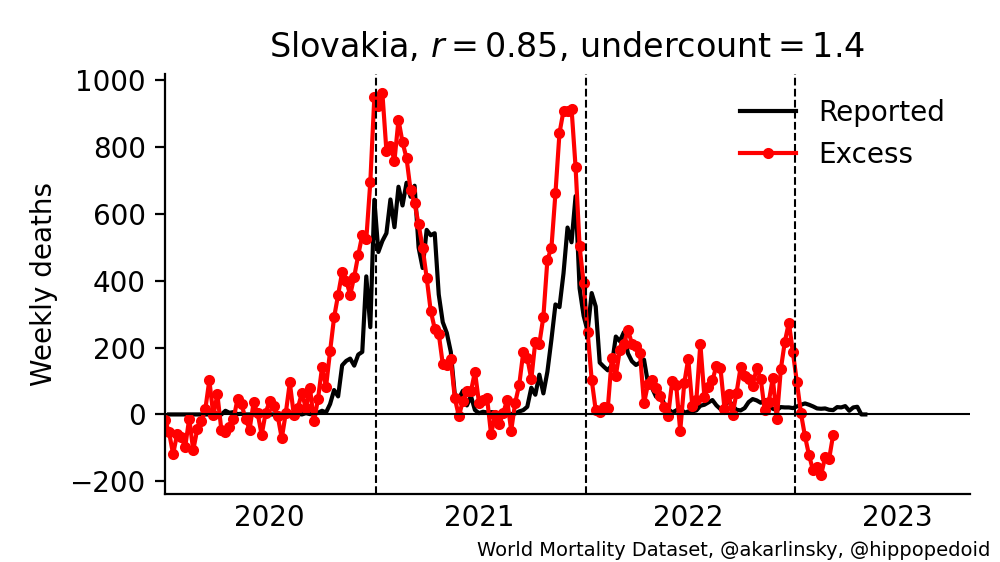 Slovakia, r = 0.85, undercount = 1.4
1000
800
600
400
200
0
−200
Weekly deaths
Reported
Excess
2020 2021 2022 2023
World Mortality Dataset, @akarlinsky, @hippopedoid